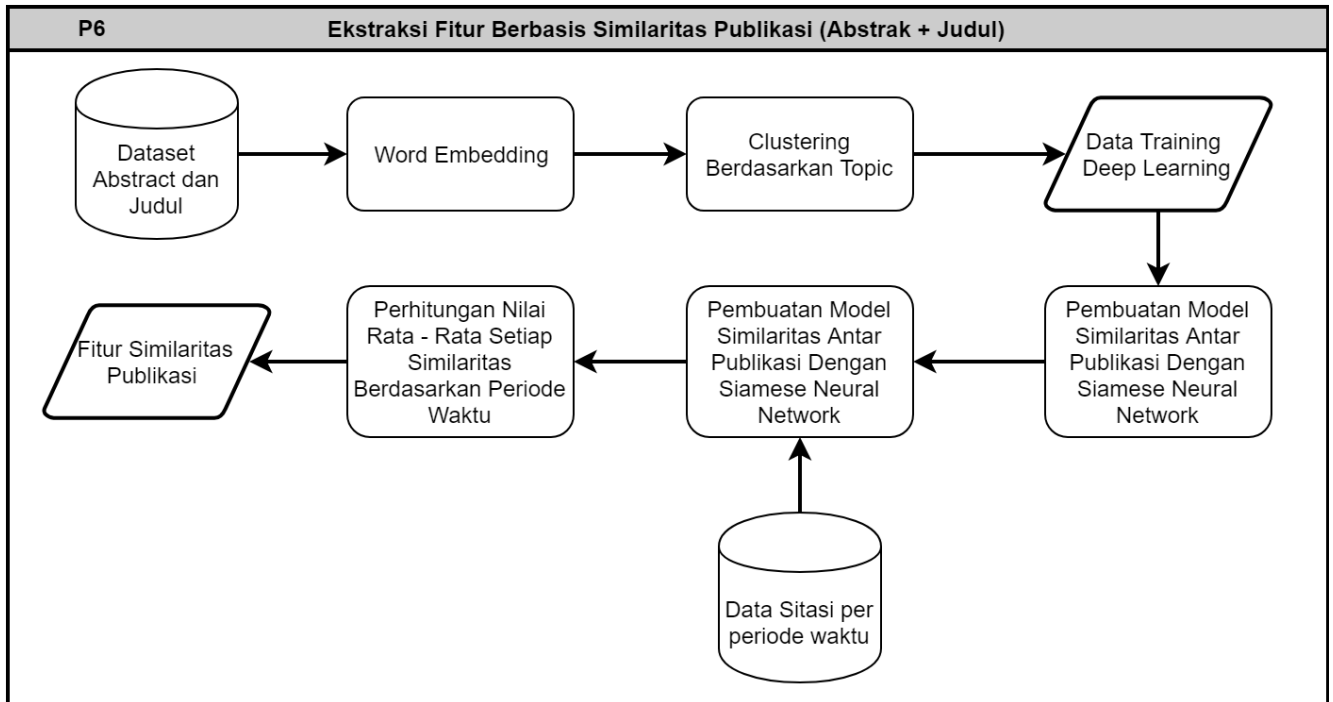 P6
Ekstraksi Fitur Berbasis Similaritas Publikasi (Abstrak + Judul)
Dataset
Abstract dan
Judul
Word Embedding
Clustering
Berdasarkan Topic
Data Training
Deep Learning
Pembuatan Model
Similaritas Antar
Publikasi Dengan
Siamese Neural
Network
Pembuatan Model
Similaritas Antar
Publikasi Dengan
Siamese Neural
Network
Perhitungan Nilai
Rata - Rata Setiap
Similaritas
Berdasarkan Periode
Waktu
Fitur Similaritas
Publikasi
Data Sitasi per
periode waktu